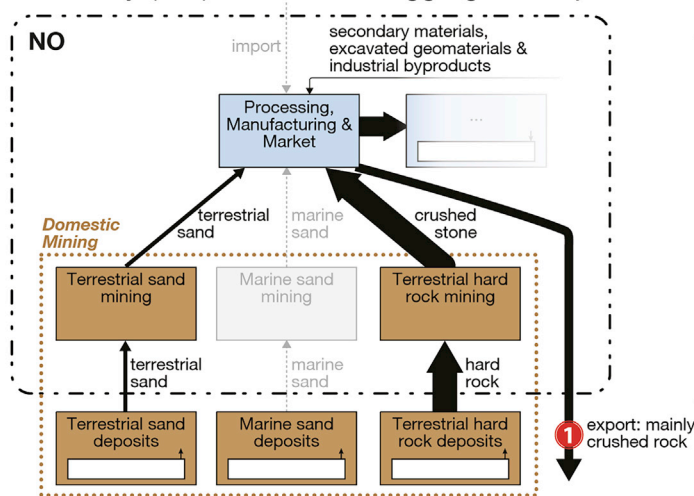 NO
import
secondary materials,
excavated geomaterials &
industrial byproducts
Processing,
Manufacturing &
Market
...
terrestrial
sand
marine
sand
crushed
stone
Domestic
Mining
Terrestrial sand
mining
Marine sand
mining
Terrestrial hard
rock mining
terrestrial
sand
marine
sand
hard
rock
Terrestrial sand
deposits
Marine sand
deposits
Terrestrial hard
rock deposits
1
export: mainly
crushed rock